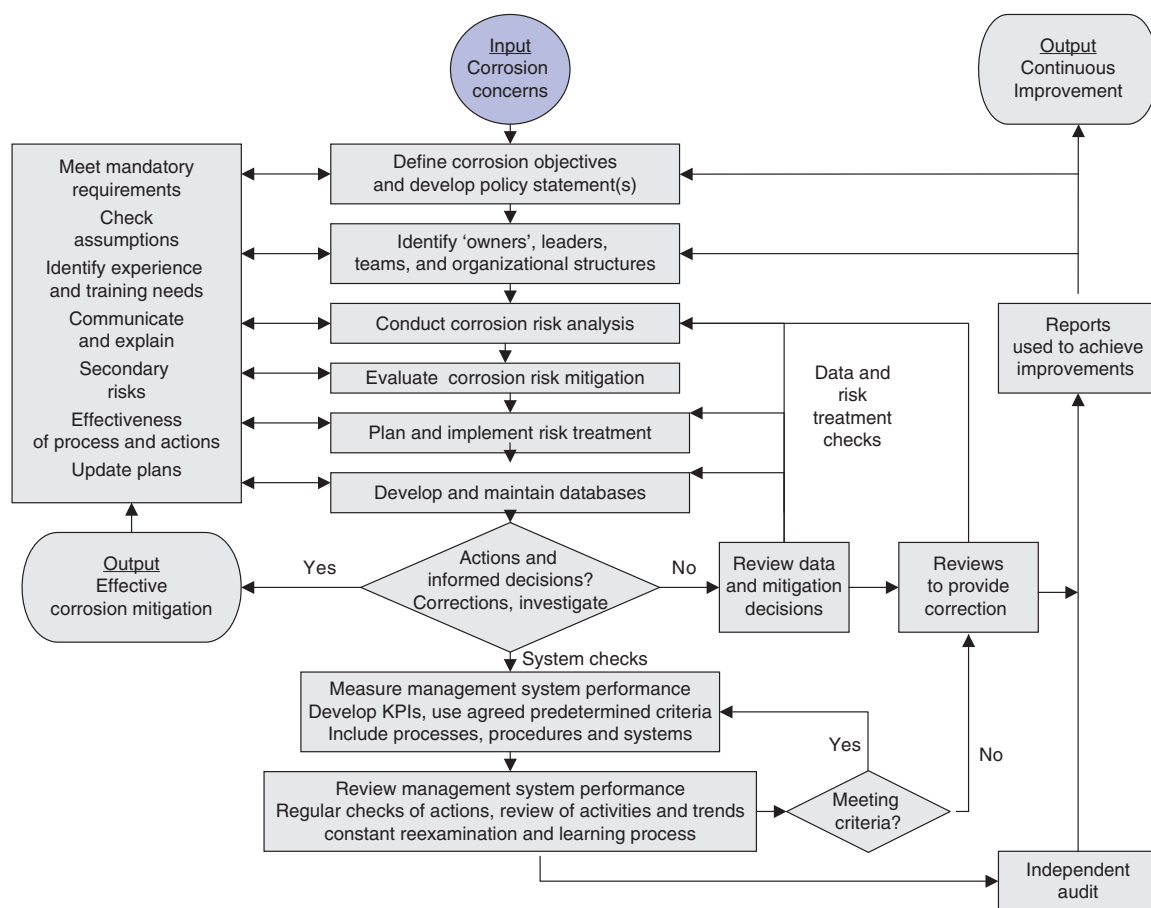 Input
Corrosion
concerns
Output
Continuous
Improvement
Meet mandatory
requirements
Check
assumptions
Identify experience
and training needs
Communicate
and explain
Secondary
risks
Effectiveness
of process and actions
Update plans
Define corrosion objectives
and develop policy statement(s)
Identify ‘owners’, leaders,
teams, and organizational structures
Conduct corrosion risk analysis
Evaluate corrosion risk mitigation
Plan and implement risk treatment
Develop and maintain databases
Data and
risk
treatment
checks
Reports
used to achieve
improvements
Output
Effective
corrosion mitigation
Yes
Actions and
informed decisions?
Corrections, investigate
No
Review data
and mitigation
decisions
Reviews
to provide
correction
System checks
Measure management system performance
Develop KPIs, use agreed predetermined criteria
Include processes, procedures and systems
Yes
No
Review management system performance
Regular checks of actions, review of activities and trends
constant reexamination and learning process
Meeting
criteria?
Independent
audit